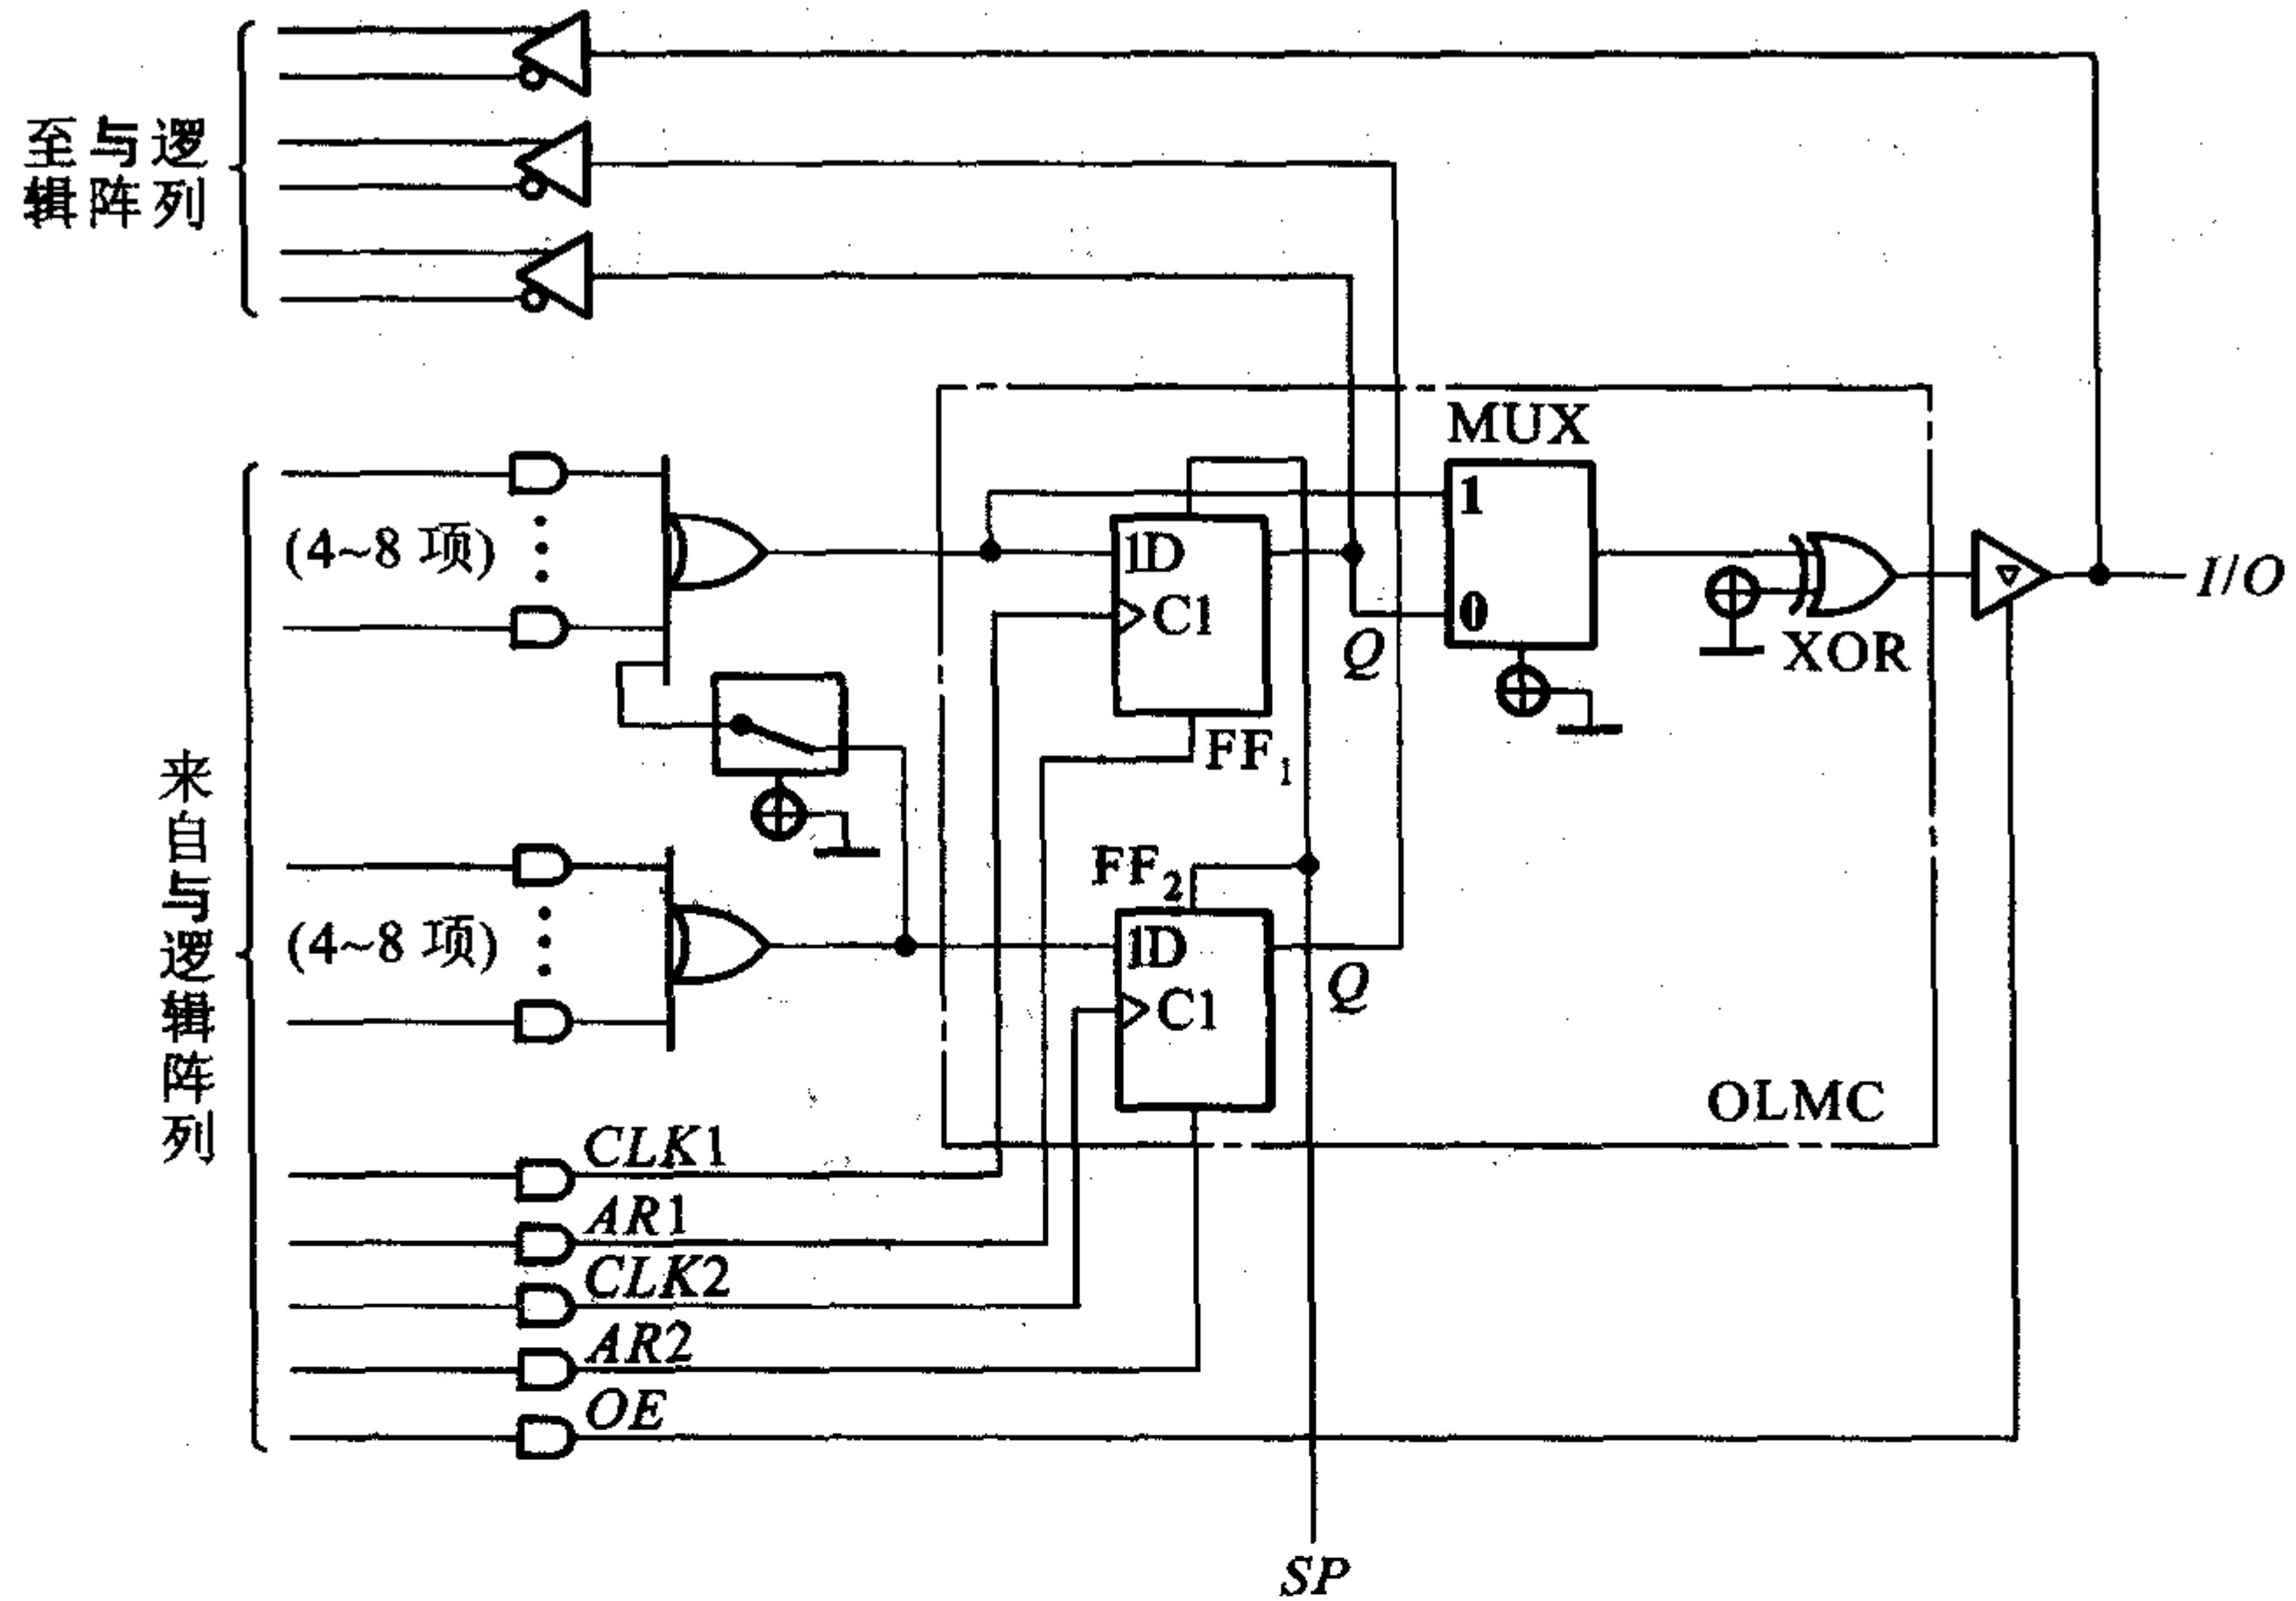 至与逻
辑阵列
MUX
1
(4~8 项)
1D
I/O
C1
0
Q
XOR
FF1
来自与逻辑阵列
FF2
(4~8 项)
1D
Q
C1
OLMC
CLK1
AR1
CLK2
AR2
OE
SP